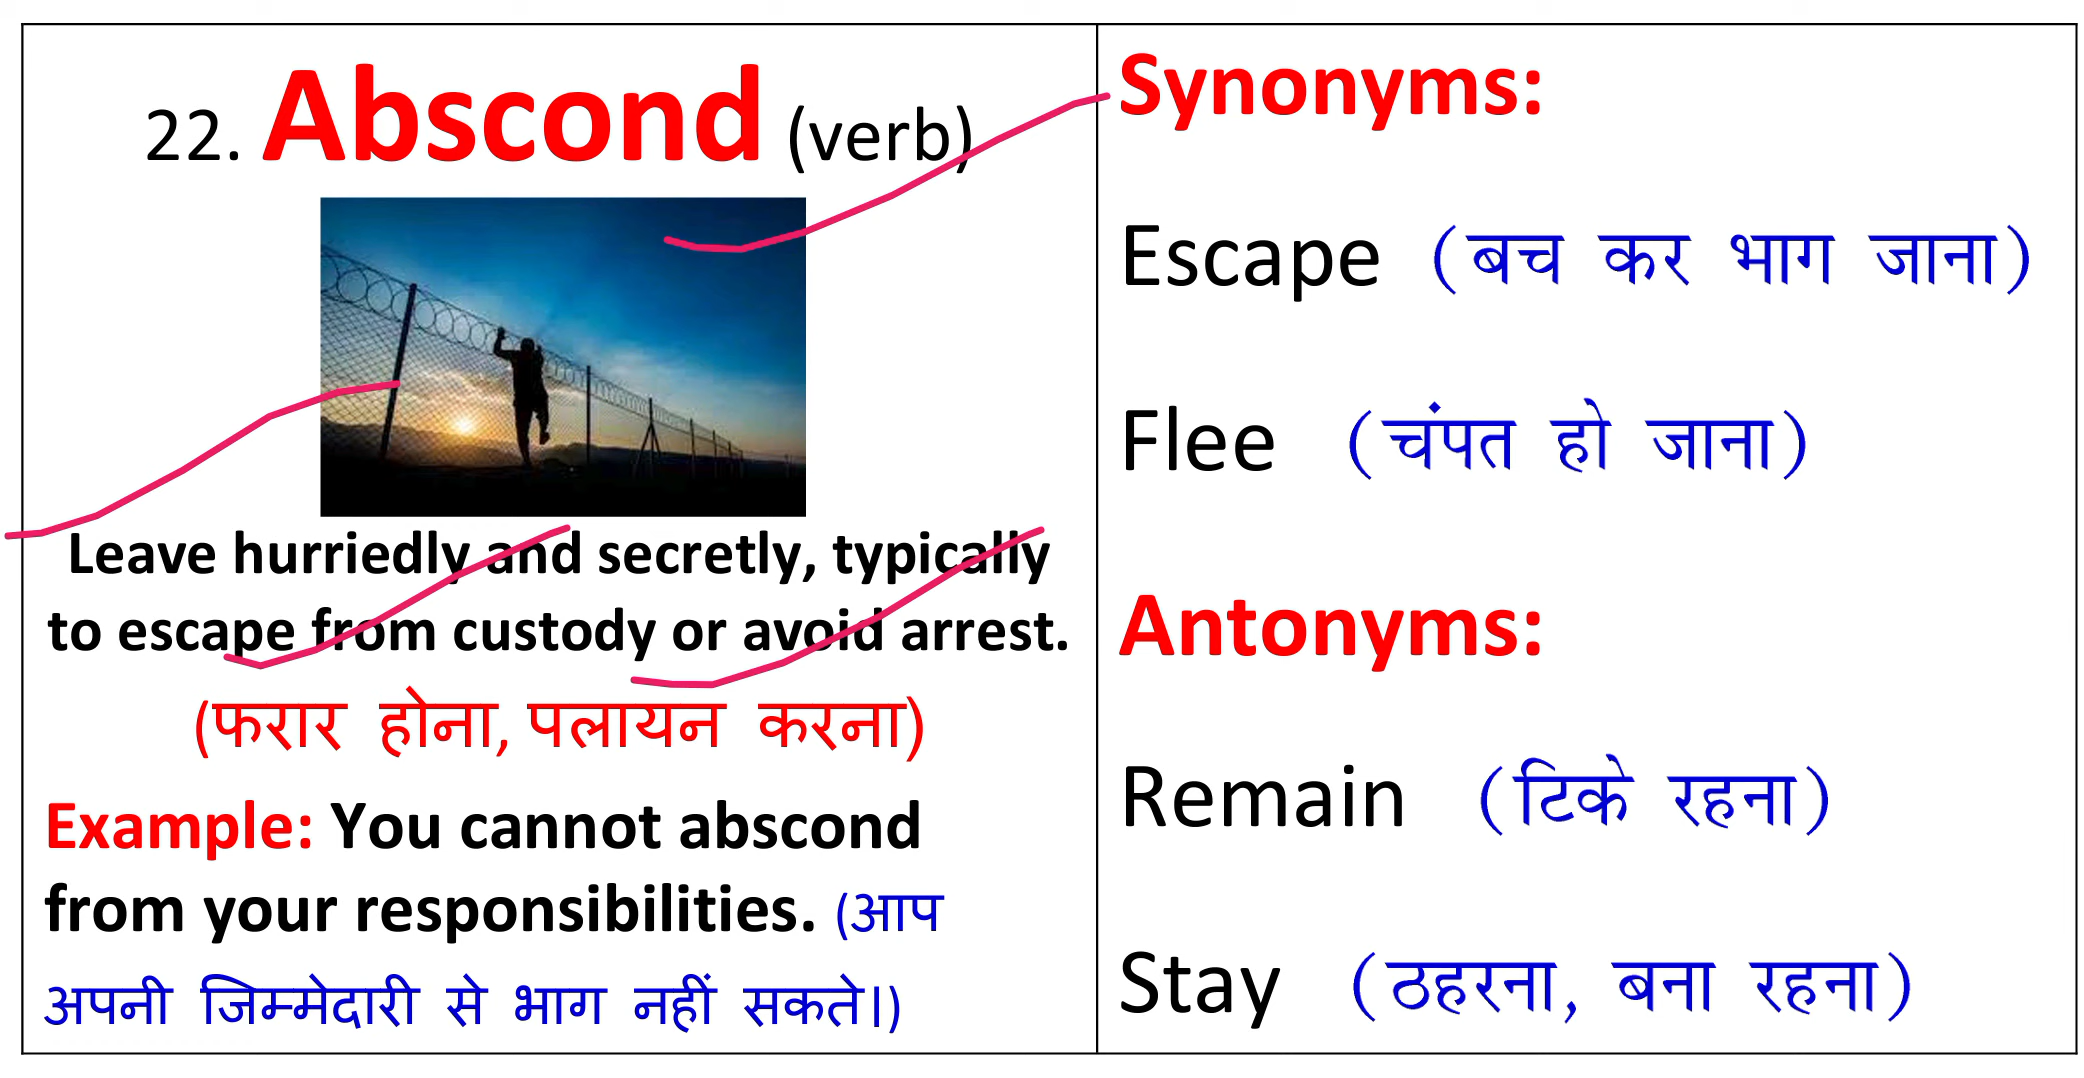 22. Abscond (verb)
Leave hurriedly and secretly, typically
to escape from custody or avoid arrest.
(फरार होना, पलायन करना)
Example: You cannot abscond
from your responsibilities. (आप
अपनी जिम्मेदारी से भाग नहीं सकते।)
Synonyms:
Escape (बच कर भाग जाना)
Flee (चंपत हो जाना)
Antonyms:
Remain (टिके रहना)
Stay (ठहरना, बना रहना)